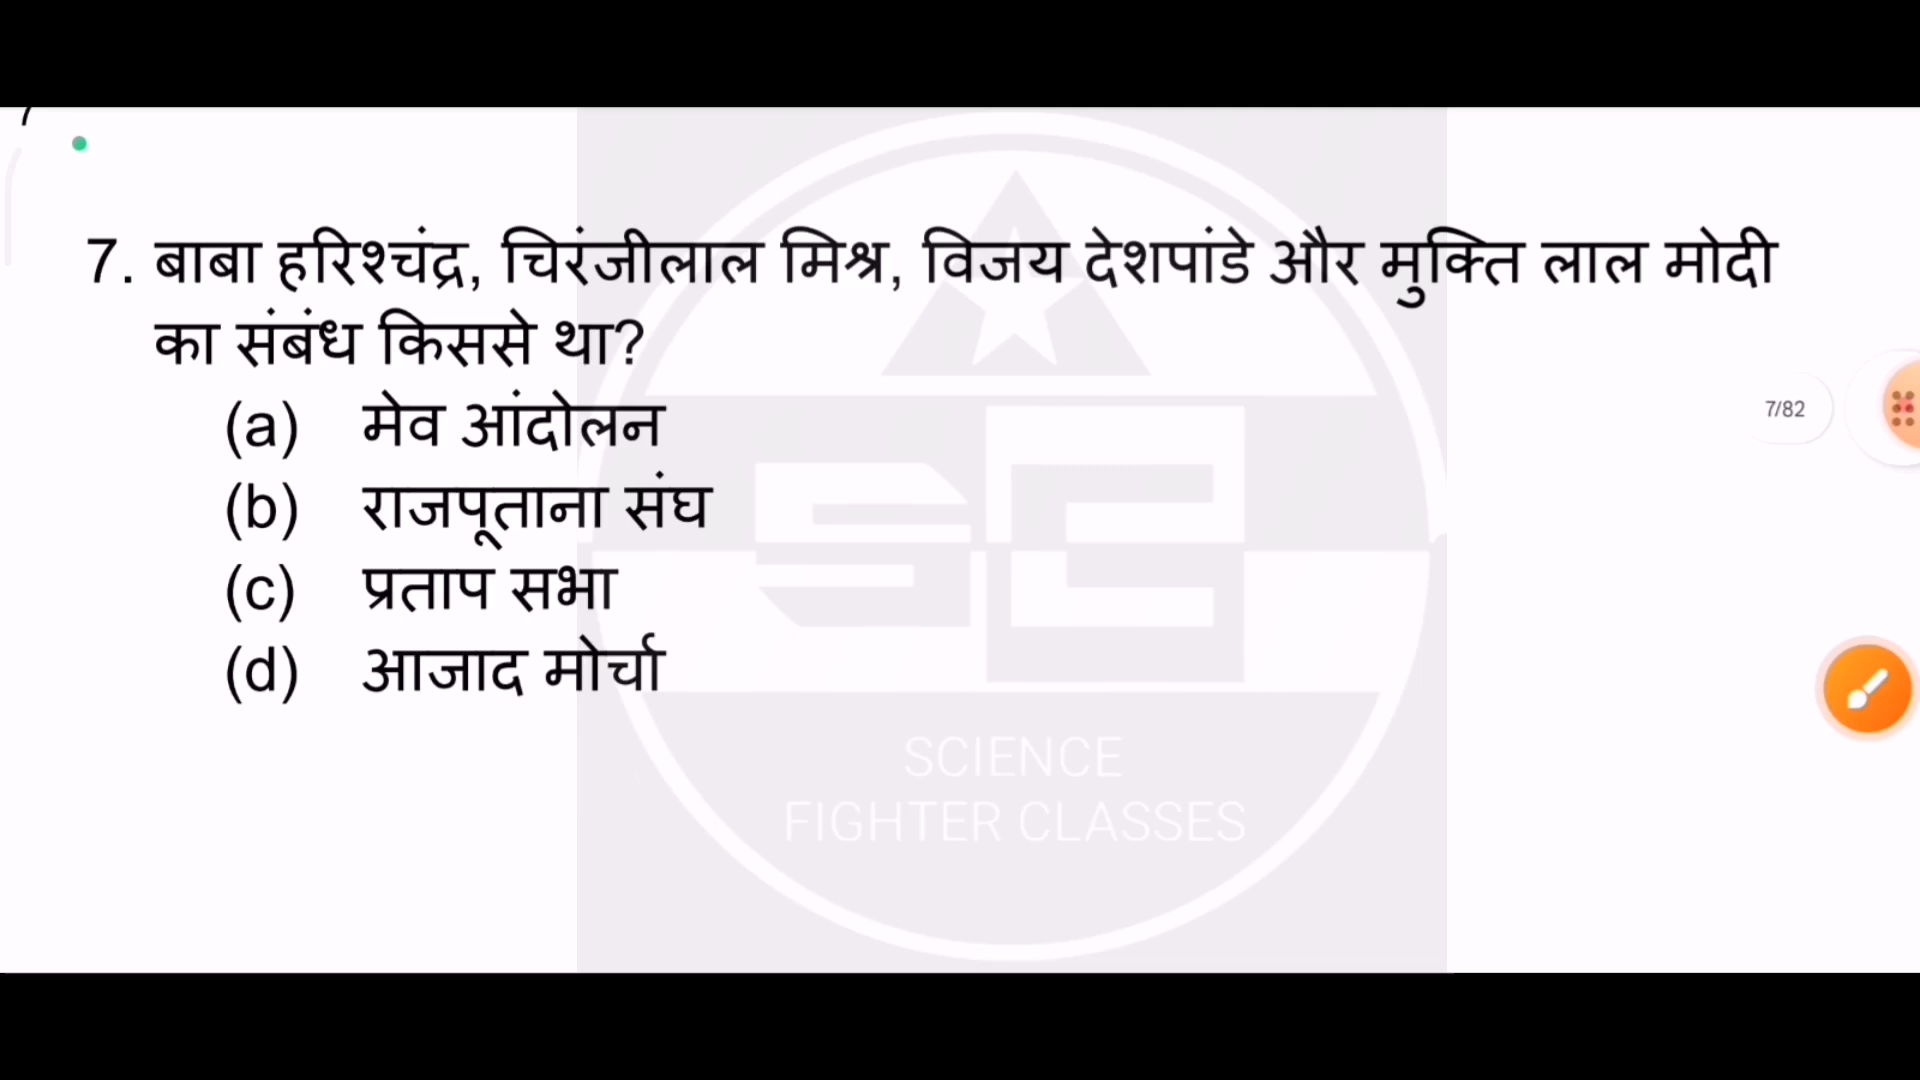 7. बाबा हरिश्चंद्र, चिरंजीलाल मिश्र, विजय देशपांडे और मुक्ति लाल मोदी
का संबंध किससे था?
(a) मेव आंदोलन
(b) राजपूताना संघ
(c) प्रताप सभा
(d) आजाद मोर्चा
7/82
SCIENCE
FIGHTER CLASSES